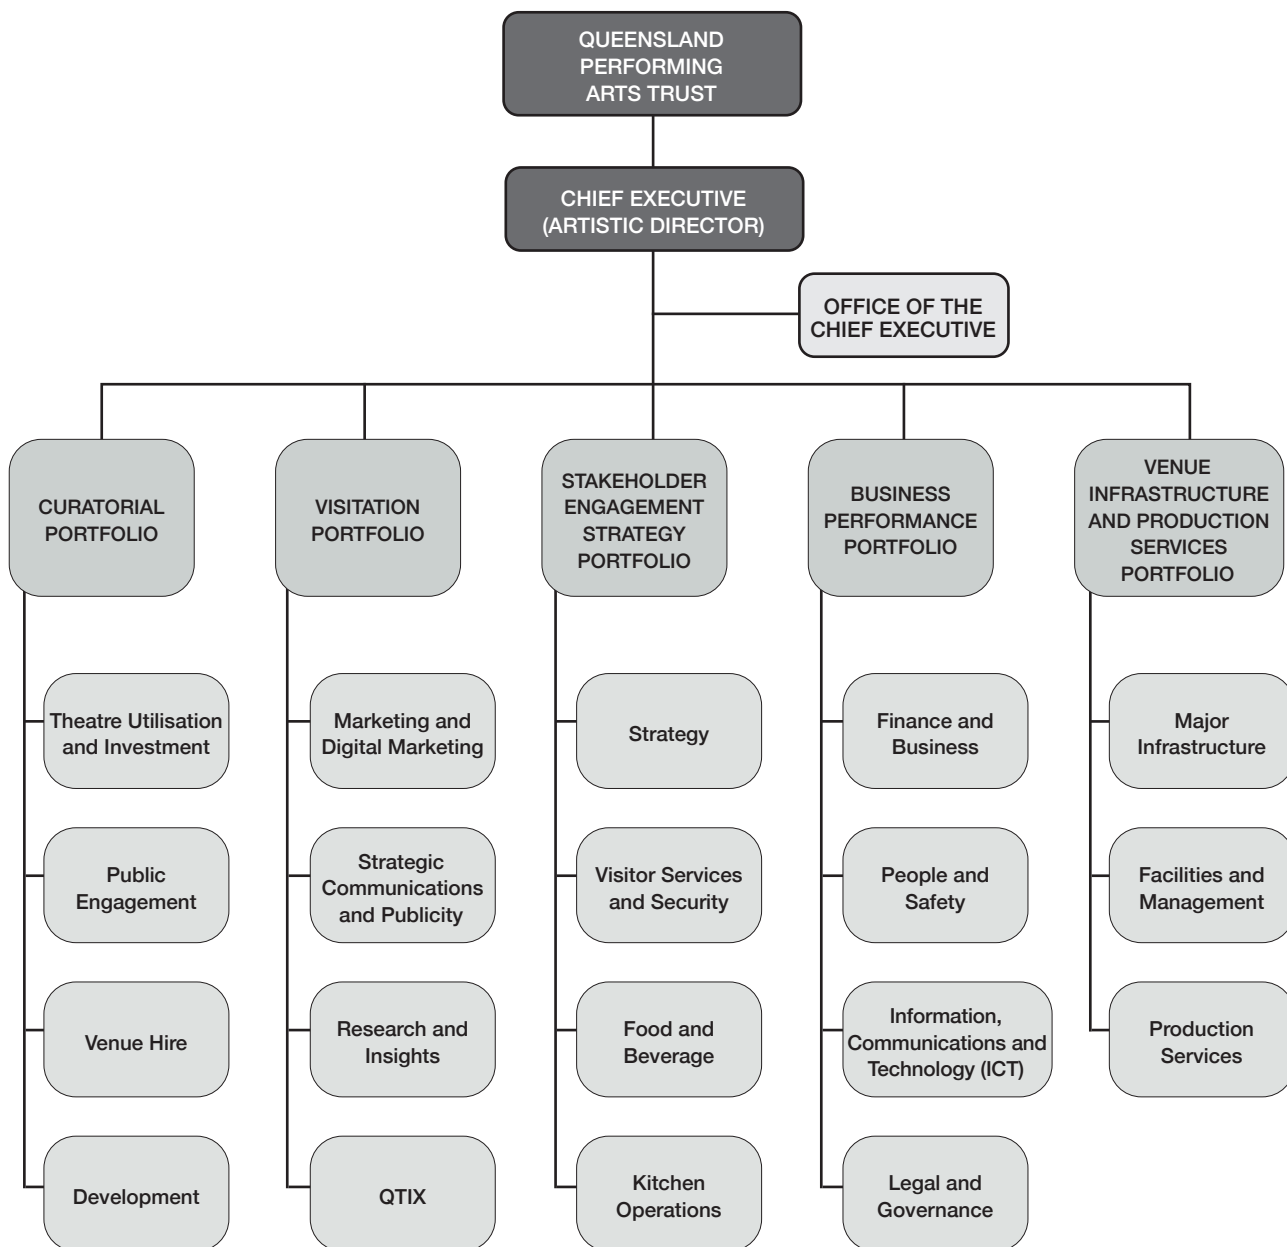 QUEENSLAND
PERFORMING
ARTS TRUST
CHIEF EXECUTIVE
(ARTISTIC DIRECTOR)
OFFICE OF THE
CHIEF EXECUTIVE
CURATORIAL
PORTFOLIO
Theatre Utilisation
and Investment
Public
Engagement
Venue Hire
Development
VISITATION
PORTFOLIO
Marketing and
Digital Marketing
Strategic
Communications
and Publicity
Research and
Insights
QTIX
STAKEHOLDER
ENGAGEMENT
STRATEGY
PORTFOLIO
Strategy
Visitor Services
and Security
Food and
Beverage
Kitchen
Operations
BUSINESS
PERFORMANCE
PORTFOLIO
Finance and
Business
People and
Safety
Information,
Communications and
Technology (ICT)
Legal and
Governance
VENUE
INFRASTRUCTURE
AND PRODUCTION
SERVICES
PORTFOLIO
Major
Infrastructure
Facilities and
Management
Production
Services